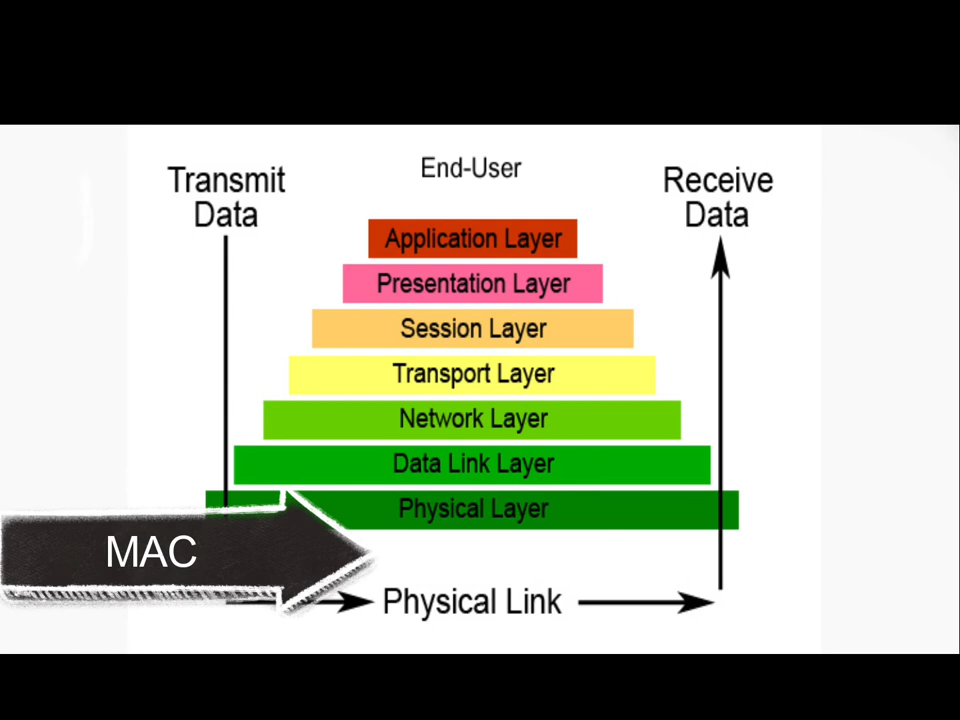 Transmit
Data
End-User
Receive
Data
Application Layer
Presentation Layer
Session Layer
Transport Layer
Network Layer
Data Link Layer
Physical Layer
MAC
Physical Link